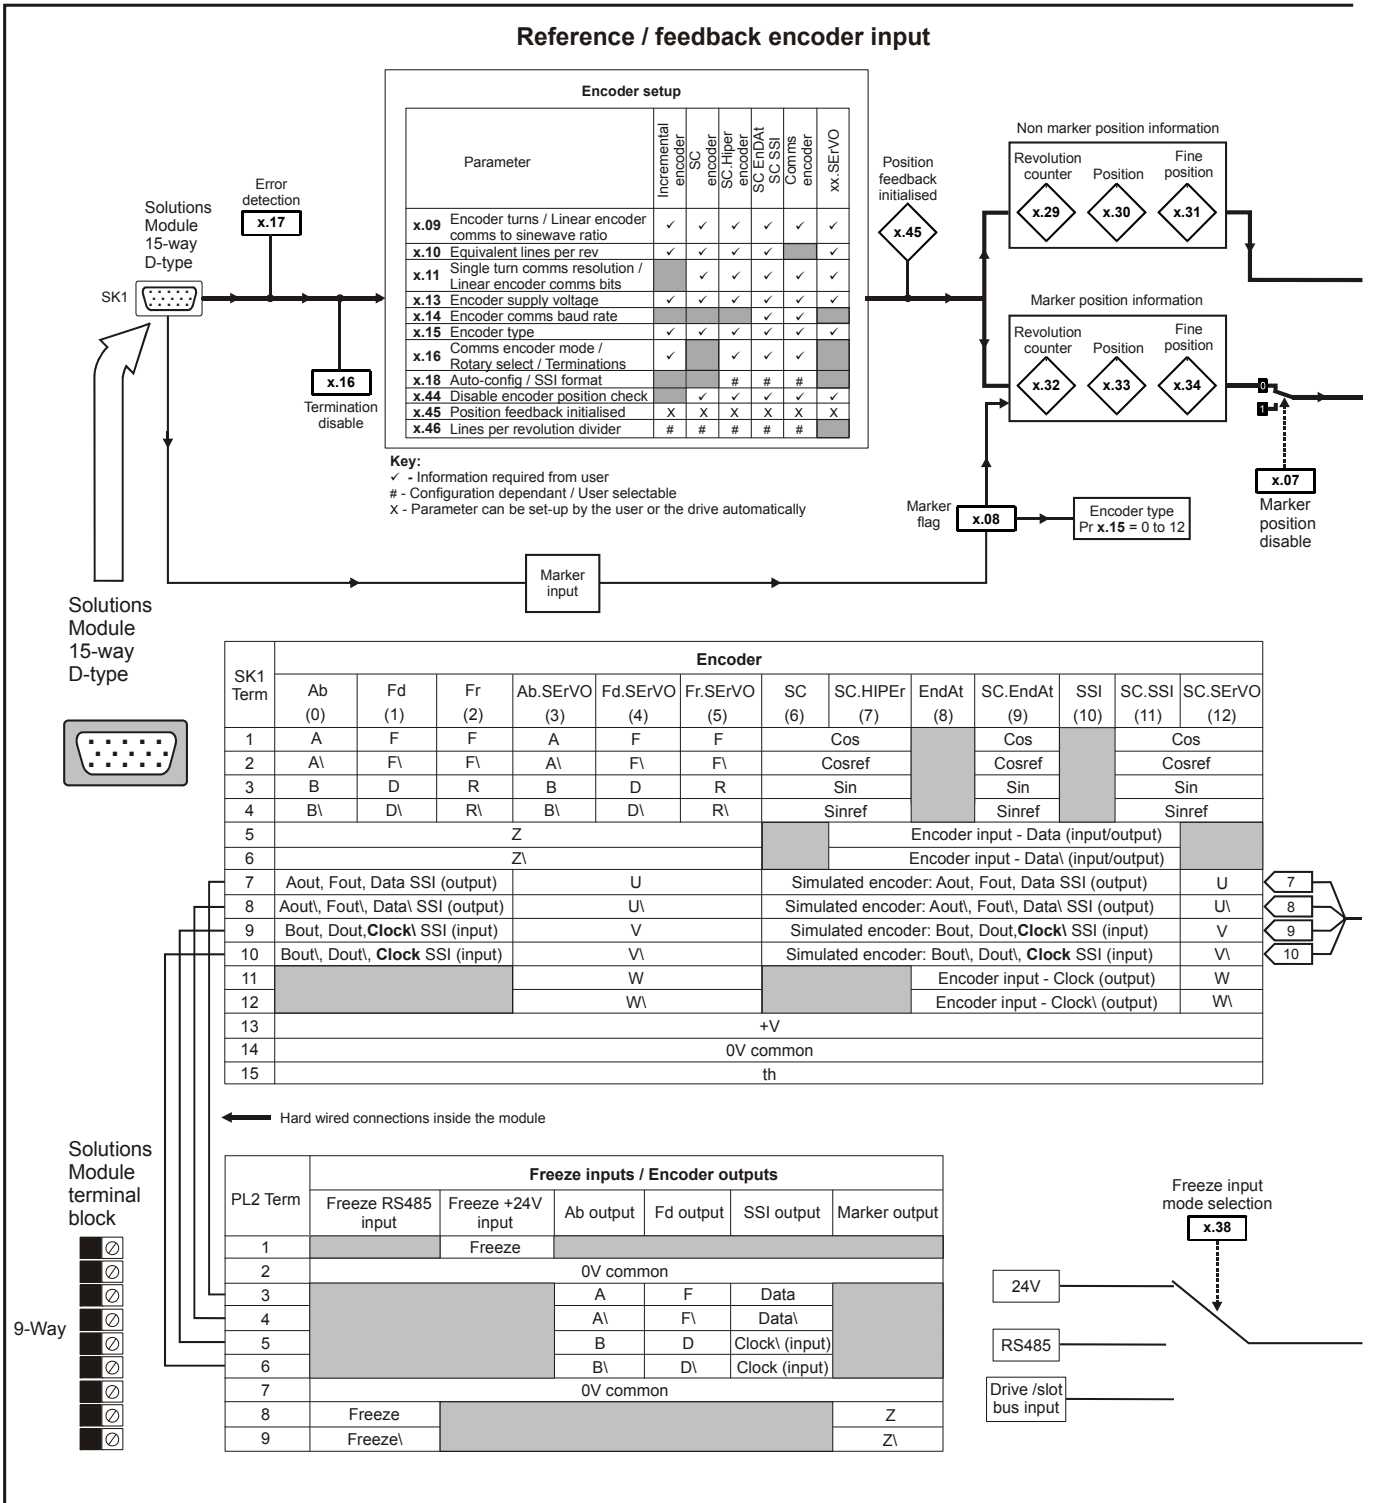 Reference / feedback encoder input
Encoder setup
Parameter
Incremental encoder
SC encoder
SC.Hiper encoder
SC EnDAt SC SSI
Comms encoder
xx.SErVO
x.09 Encoder turns / Linear encoder comms to sinewave ratio ✓ ✓ ✓ ✓ ✓ ✓
x.10 Equivalent lines per rev ✓ ✓ ✓ ✓ ✓
x.11 Single turn comms resolution / Linear encoder comms bits ✓ ✓ ✓ ✓ ✓
x.13 Encoder supply voltage ✓ ✓ ✓ ✓ ✓ ✓
x.14 Encoder comms baud rate ✓ ✓
x.15 Encoder type ✓ ✓ ✓ ✓ ✓ ✓
x.16 Comms encoder mode / Rotary select / Terminations ✓ ✓ ✓ ✓
x.18 Auto-config / SSI format # # #
x.44 Disable encoder position check ✓ ✓ ✓ ✓ ✓
x.45 Position feedback initialised X X X X X X
x.46 Lines per revolution divider # # # # #
Key:
✓ - Information required from user
# - Configuration dependant / User selectable
X - Parameter can be set-up by the user or the drive automatically
Solutions
Module
15-way
D-type
SK1
Error
detection
x.17
x.16
Termination
disable
Position
feedback
initialised
x.45
Non marker position information
Revolution counter
Position
Fine position
x.29 x.30 x.31
Marker position information
Revolution counter
Position
Fine position
x.32 x.33 x.34
0
1
x.07
Marker
position
disable
Marker
flag
x.08
Encoder type
Pr x.15 = 0 to 12
Marker
input
Solutions
Module
15-way
D-type
SK1 Term
Encoder
Ab (0) Fd (1) Fr (2) Ab.SErVO (3) Fd.SErVO (4) Fr.SErVO (5) SC (6) SC.HIPEr (7) EndAt (8) SC.EndAt (9) SSI (10) SC.SSI (11) SC.SErVO (12)
1 A F F A F F Cos Cos Cos
2 A\ F\ F\ A\ F\ F\ Cosref Cosref Cosref
3 B D R B D R Sin Sin Sin
4 B\ D\ R\ B\ D\ R\ Sinref Sinref Sinref
5 Z Encoder input - Data (input/output)
6 Z\ Encoder input - Data\ (input/output)
7 Aout, Fout, Data SSI (output) U Simulated encoder: Aout, Fout, Data SSI (output) U 7
8 Aout\, Fout\, Data\ SSI (output) U\ Simulated encoder: Aout\, Fout\, Data\ SSI (output) U\ 8
9 Bout, Dout,Clock\ SSI (input) V Simulated encoder: Bout, Dout,Clock\ SSI (input) V 9
10 Bout\, Dout\, Clock SSI (input) V\ Simulated encoder: Bout\, Dout\, Clock SSI (input) V\ 10
11 W Encoder input - Clock (output) W
12 W\ Encoder input - Clock\ (output) W\
13 +V
14 0V common
15 th
Hard wired connections inside the module
Solutions
Module
terminal
block
9-Way
PL2 Term
Freeze inputs / Encoder outputs
Freeze RS485 input
Freeze +24V input
Ab output
Fd output
SSI output
Marker output
1 Freeze
2 0V common
3 A F Data
4 A\ F\ Data\
5 B D Clock\ (input)
6 B\ D\ Clock (input)
7 0V common
8 Freeze Z
9 Freeze\ Z\
Freeze input
mode selection
x.38
24V
RS485
Drive /slot
bus input